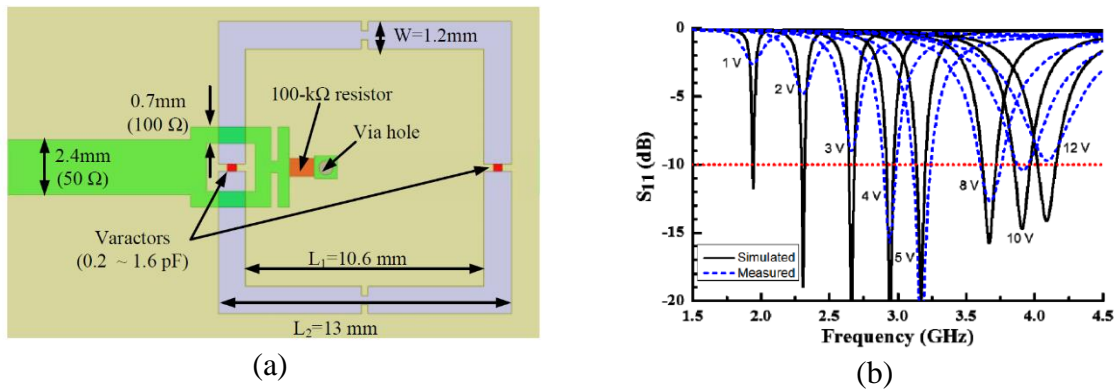 W=1.2mm
0.7mm
(100 Ω)
100-kΩ resistor
Via hole
2.4mm
(50 Ω)
Varactors
(0.2 ~ 1.6 pF)
L₁=10.6 mm
L₂=13 mm
(a)
S₁₁ (dB)
0
-5
-10
-15
-20
1 V
2 V
3 V
4 V
5 V
8 V
10 V
12 V
Simulated
Measured
1.5 2.0 2.5 3.0 3.5 4.0 4.5
Frequency (GHz)
(b)